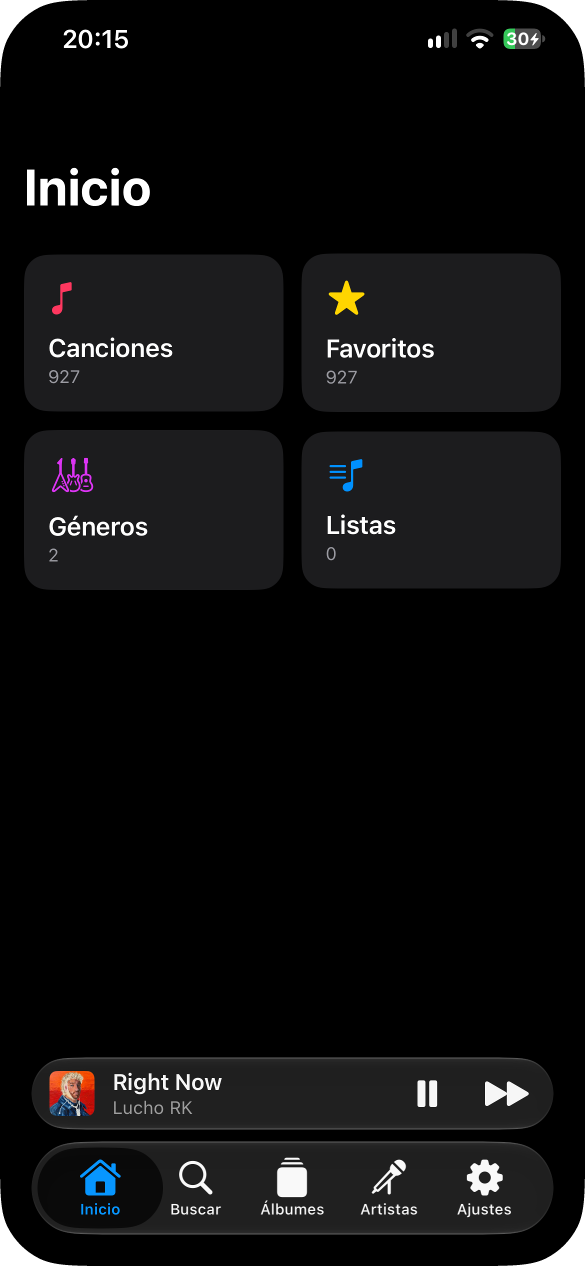 20:15
30
Inicio
Canciones
927
Favoritos
927
Géneros
2
Listas
0
Right Now
Lucho RK
Inicio
Buscar
Álbumes
Artistas
Ajustes